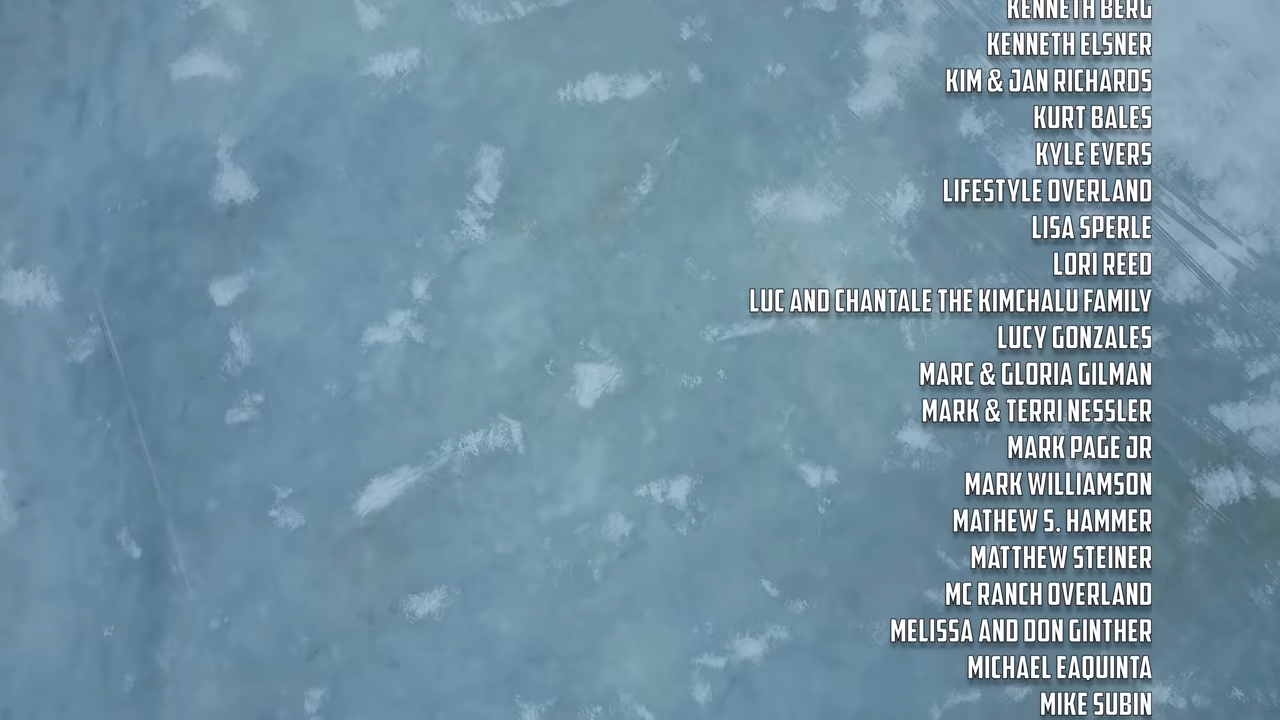 KENNETH BERG
KENNETH ELSNER
KIM & JAN RICHARDS
KURT BALES
KYLE EVERS
LIFESTYLE OVERLAND
LISA SPERLE
LORI REED
LUC AND CHANTALE THE KIMCHALU FAMILY
LUCY GONZALES
MARC & GLORIA GILMAN
MARK & TERRI NESSLER
MARK PAGE JR
MARK WILLIAMSON
MATHEW S. HAMMER
MATTHEW STEINER
MC RANCH OVERLAND
MELISSA AND DON GINTHER
MICHAEL EAQUINTA
MIKE SUBIN